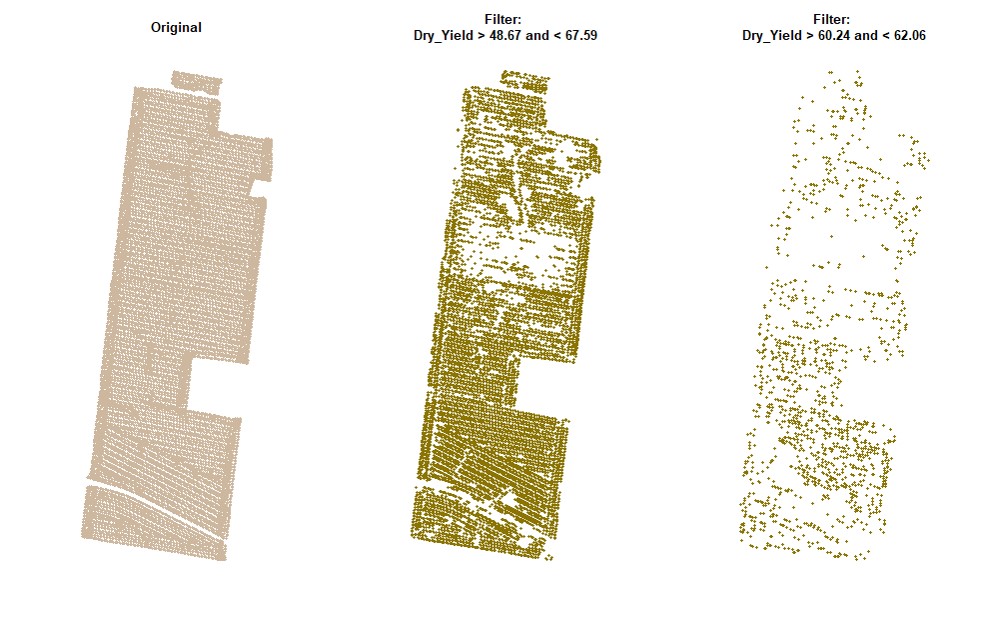 Original
Filter:
Dry_Yield > 48.67 and < 67.59
Filter:
Dry_Yield > 60.24 and < 62.06